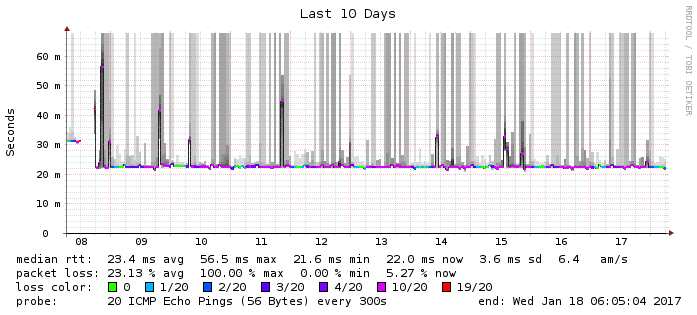 Last 10 Days
RRDTOOL / TOBI OETIKER
Seconds
60 m
50 m
40 m
30 m
20 m
10 m
0
08 09 10 11 12 13 14 15 16 17
median rtt: 23.4 ms avg 56.5 ms max 21.6 ms min 22.0 ms now 3.6 ms sd 6.4 am/s
packet loss: 23.13 % avg 100.00 % max 0.00 % min 5.27 % now
loss color: 0 1/20 2/20 3/20 4/20 10/20 19/20
probe: 20 ICMP Echo Pings (56 Bytes) every 300s end: Wed Jan 18 06:05:04 2017